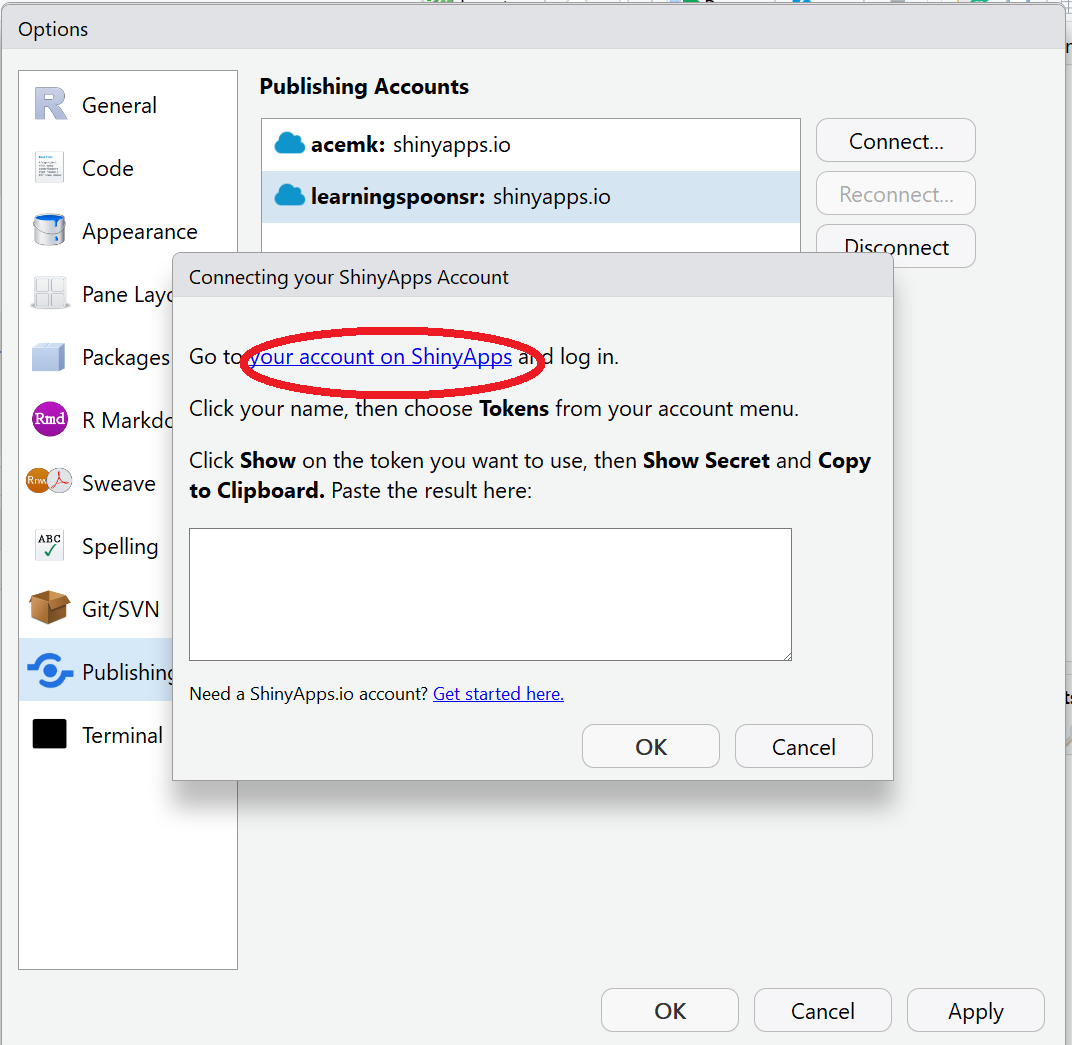 Options
General
Code
Appearance
Pane Layo
Packages
Rmd R Markdo
Sweave
ABC Spelling
Git/SVN
Publishing
Terminal
Publishing Accounts
acemk: shinyapps.io
learningspoonsr: shinyapps.io
Connect...
Reconnect...
Disconnect
Connecting your ShinyApps Account
Go to your account on ShinyApps and log in.
Click your name, then choose Tokens from your account menu.
Click Show on the token you want to use, then Show Secret and Copy
to Clipboard. Paste the result here:
Need a ShinyApps.io account? Get started here.
OK
Cancel
OK
Cancel
Apply